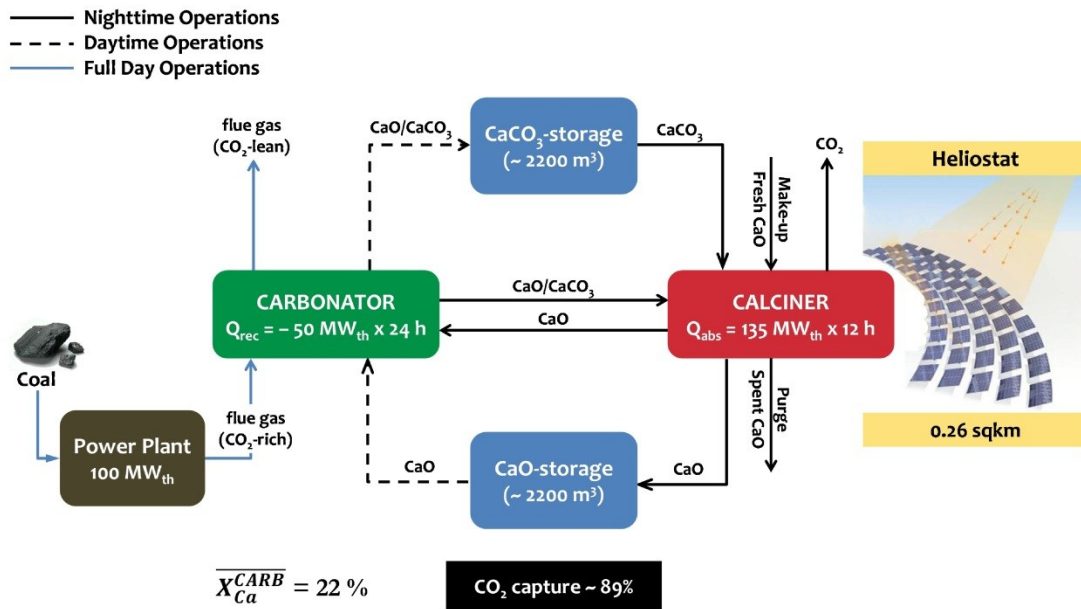 Nighttime Operations
Daytime Operations
Full Day Operations
flue gas
(CO₂-lean)
CaO/CaCO₃
CaCO₃-storage
(~ 2200 m³)
CaCO₃
Make-up
Fresh CaO
CO₂
Heliostat
CARBONATOR
Q_rec = – 50 MW_th x 24 h
CaO/CaCO₃
CaO
CALCINER
Q_abs = 135 MW_th x 12 h
Coal
flue gas
(CO₂-rich)
Power Plant
100 MW_th
CaO
CaO-storage
(~ 2200 m³)
CaO
Purge
Spent CaO
0.26 sqkm
\overline{X_{Ca}^{CARB}} = 22 %
CO₂ capture ~ 89%